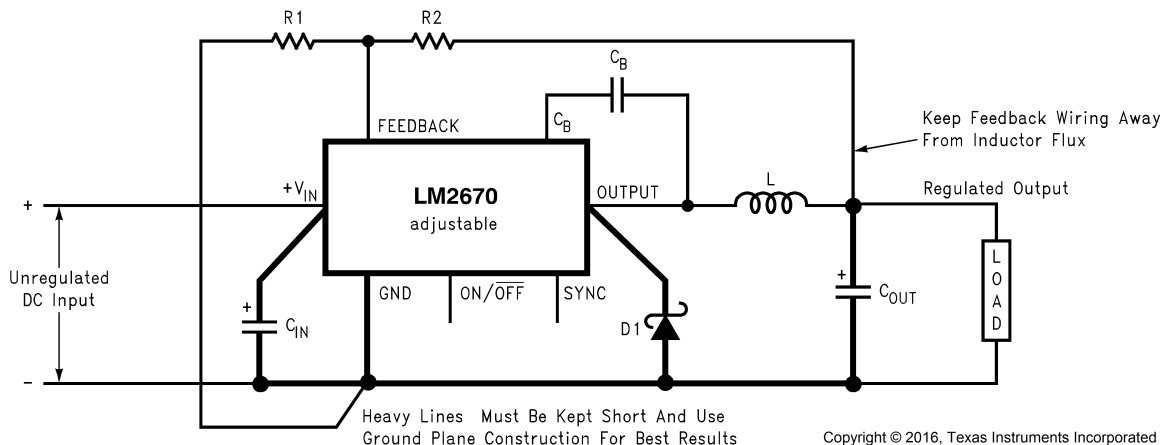 R1
R2
C_B
FEEDBACK
C_B
Keep Feedback Wiring Away
From Inductor Flux
+V_IN
LM2670
adjustable
OUTPUT
L
Regulated Output
+
Unregulated
DC Input
−
+
C_IN
GND
ON/O̅F̅F̅
SYNC
D1
+
C_OUT
LOAD
Heavy Lines Must Be Kept Short And Use
Ground Plane Construction For Best Results
Copyright © 2016, Texas Instruments Incorporated